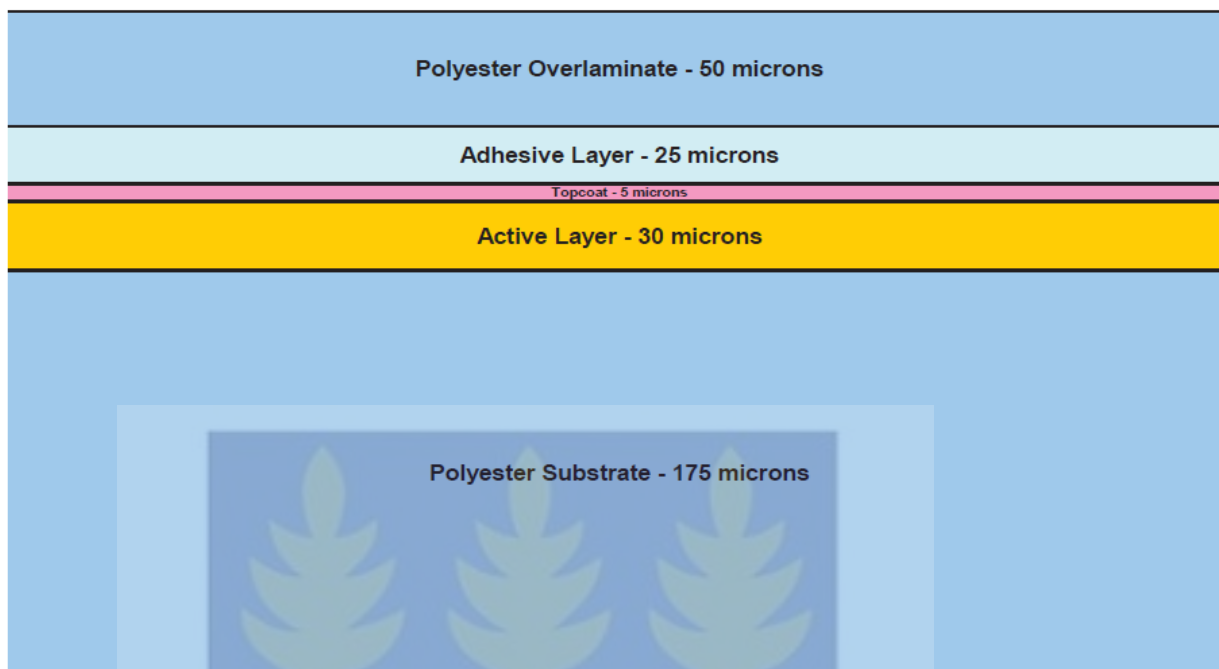 Polyester Overlaminate - 50 microns
Adhesive Layer - 25 microns
Topcoat - 5 microns
Active Layer - 30 microns
Polyester Substrate - 175 microns